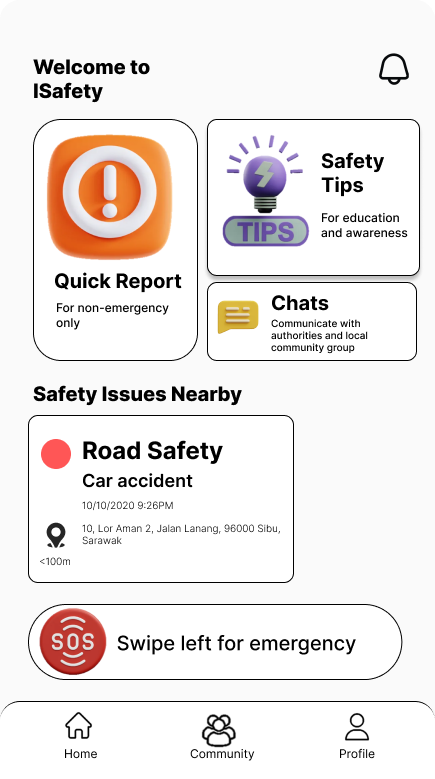 Welcome to
ISafety
Quick Report
For non-emergency
only
TIPS
Safety
Tips
For education
and awareness
Chats
Communicate with
authorities and local
community group
Safety Issues Nearby
Road Safety
Car accident
10/10/2020 9:26PM
10, Lor Aman 2, Jalan Lanang, 96000 Sibu,
Sarawak
<100m
SOS
Swipe left for emergency
Home
Community
Profile